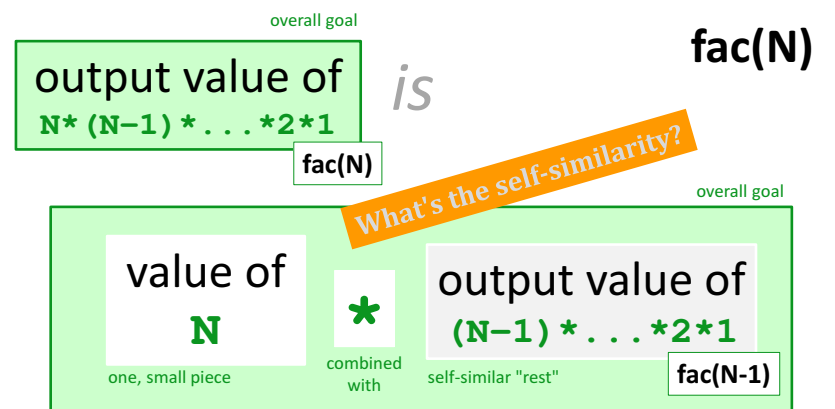 overall goal
fac(N)
output value of
is
N*(N−1)*...*2*1
fac(N)
What's the self-similarity?
overall goal
value of
N
*
output value of
(N−1)*...*2*1
one, small piece
combined
with
self-similar "rest"
fac(N-1)